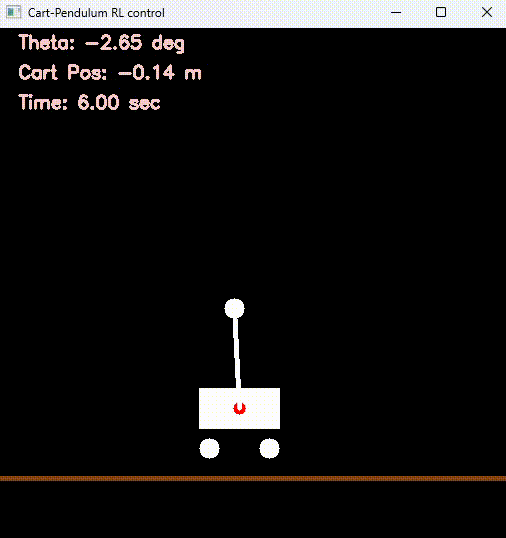 Cart-Pendulum RL control
Theta: -2.65 deg
Cart Pos: -0.14 m
Time: 6.00 sec